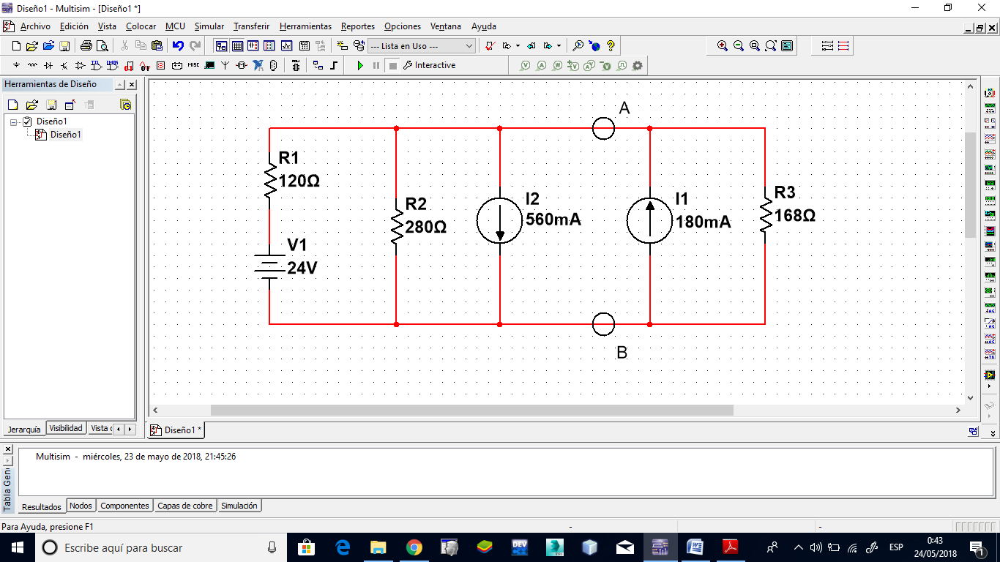 Diseño1 - Multisim - [Diseño1 *]
Archivo Edición Vista Colocar MCU Simular Transferir Herramientas Reportes Opciones Ventana Ayuda
--- Lista en Uso ---
MISC
Interactive
Herramientas de Diseño
Diseño1
Diseño1
A
R1
120Ω
R2
280Ω
I2
560mA
I1
180mA
R3
168Ω
V1
24V
B
Jerarquía Visibilidad Vista
Diseño1 *
Multisim - miércoles, 23 de mayo de 2018, 21:45:26
Tabla Gen
Resultados Nodos Componentes Capas de cobre Simulación
Para Ayuda, presione F1
-
-
Escribe aquí para buscar
DEV
ESP
0:43
24/05/2018